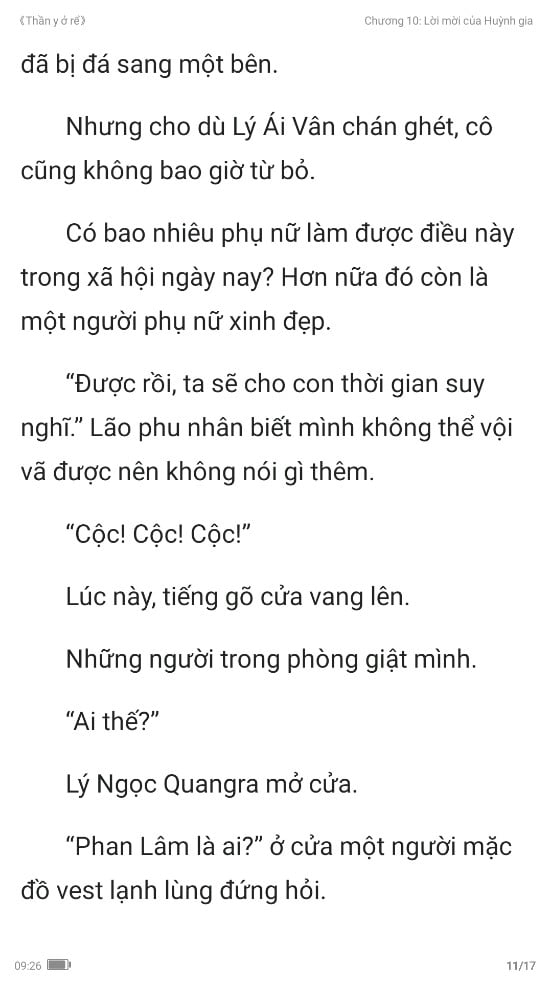 《Thần y ở rể》
Chương 10: Lời mời của Huỳnh gia
đã bị đá sang một bên.
Nhưng cho dù Lý Ái Vân chán ghét, cô
cũng không bao giờ từ bỏ.
Có bao nhiêu phụ nữ làm được điều này
trong xã hội ngày nay? Hơn nữa đó còn là
một người phụ nữ xinh đẹp.
“Được rồi, ta sẽ cho con thời gian suy
nghĩ.” Lão phu nhân biết mình không thể vội
vã được nên không nói gì thêm.
“Cộc! Cộc! Cộc!”
Lúc này, tiếng gõ cửa vang lên.
Những người trong phòng giật mình.
“Ai thế?”
Lý Ngọc Quangra mở cửa.
“Phan Lâm là ai?” ở cửa một người mặc
đồ vest lạnh lùng đứng hỏi.
09:26
11/17